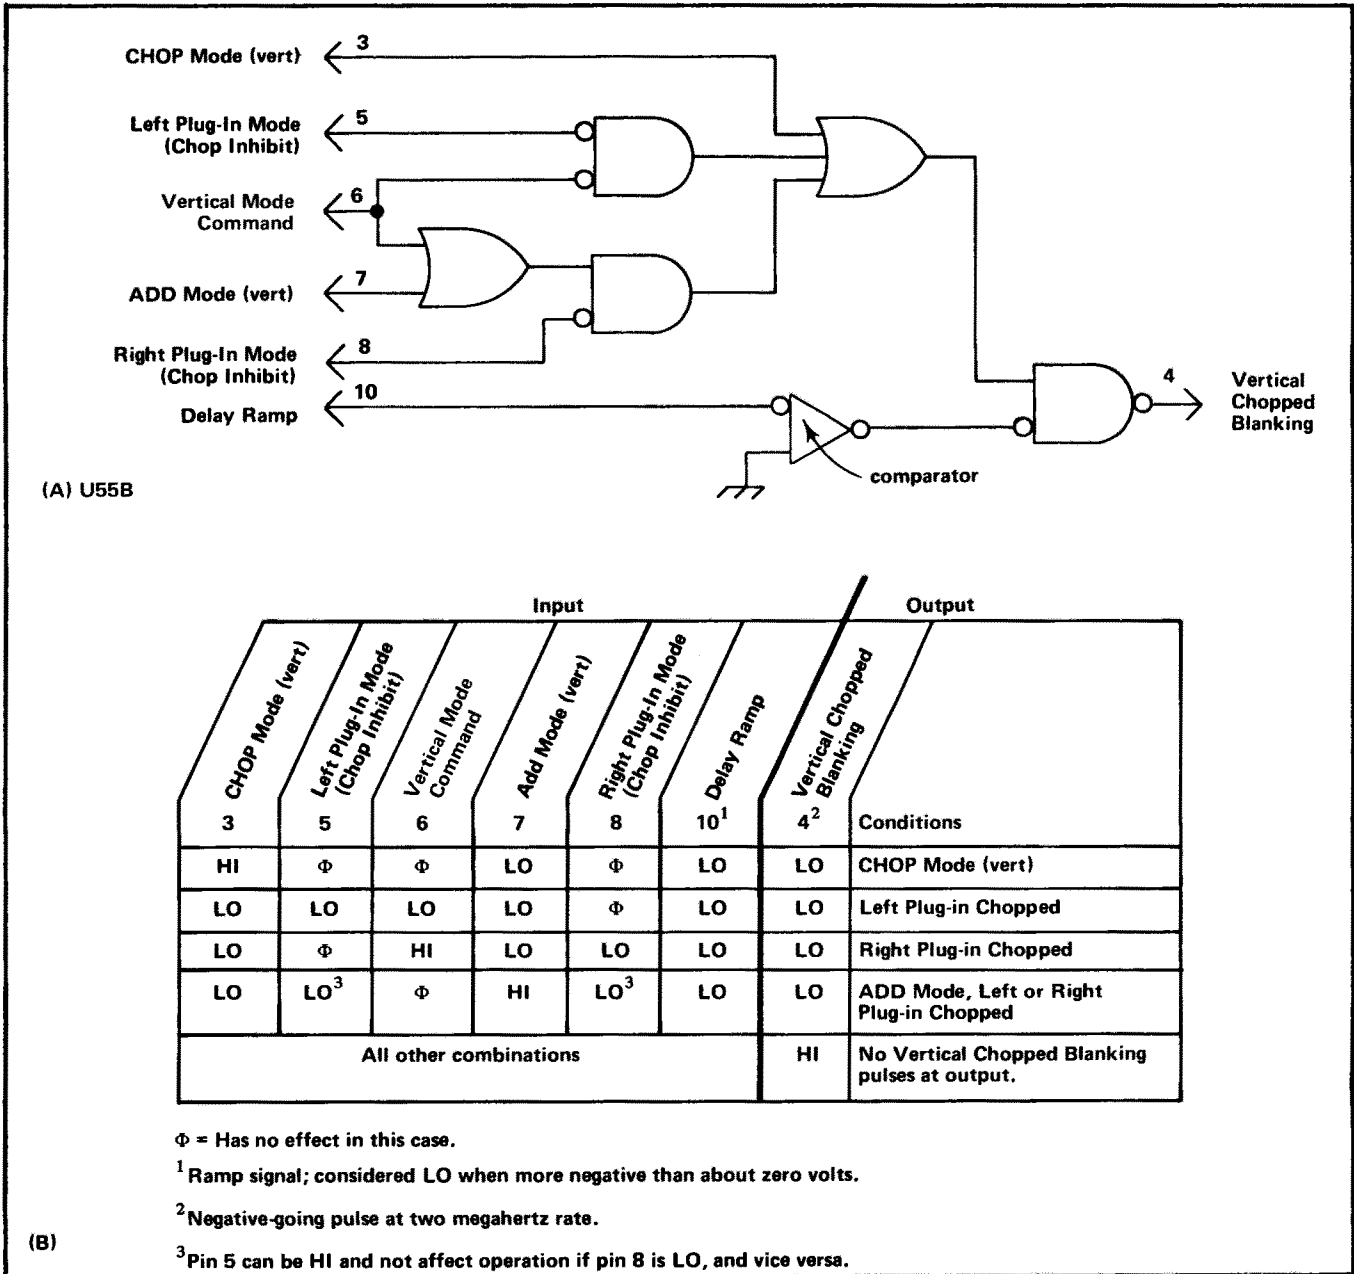 CHOP Mode (vert)
3
Left Plug-In Mode
(Chop Inhibit)
5
Vertical Mode
Command
6
ADD Mode (vert)
7
Right Plug-In Mode
(Chop Inhibit)
8
Delay Ramp
10
comparator
4
Vertical
Chopped
Blanking
(A) U55B
Input
Output
CHOP Mode (vert)
Left Plug-In Mode
(Chop Inhibit)
Vertical Mode
Command
Add Mode (vert)
Right Plug-In Mode
(Chop Inhibit)
Delay Ramp
Vertical Chopped
Blanking
3 5 6 7 8 10¹ 4² Conditions
HI Φ Φ LO Φ LO LO CHOP Mode (vert)
LO LO LO LO Φ LO LO Left Plug-in Chopped
LO Φ HI LO LO LO LO Right Plug-in Chopped
LO LO³ Φ HI LO³ LO LO ADD Mode, Left or Right
Plug-in Chopped
All other combinations HI No Vertical Chopped Blanking
pulses at output.
Φ = Has no effect in this case.
¹Ramp signal; considered LO when more negative than about zero volts.
²Negative-going pulse at two megahertz rate.
³Pin 5 can be HI and not affect operation if pin 8 is LO, and vice versa.
(B)